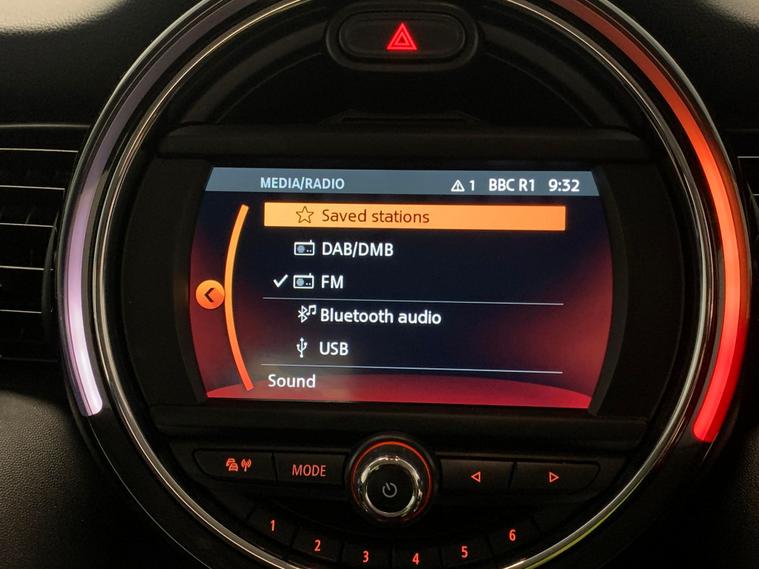 MEDIA/RADIO 1 BBC R1 9:32
Saved stations
DAB/DMB
FM
Bluetooth audio
USB
Sound
MODE
1 2 3 4 5 6